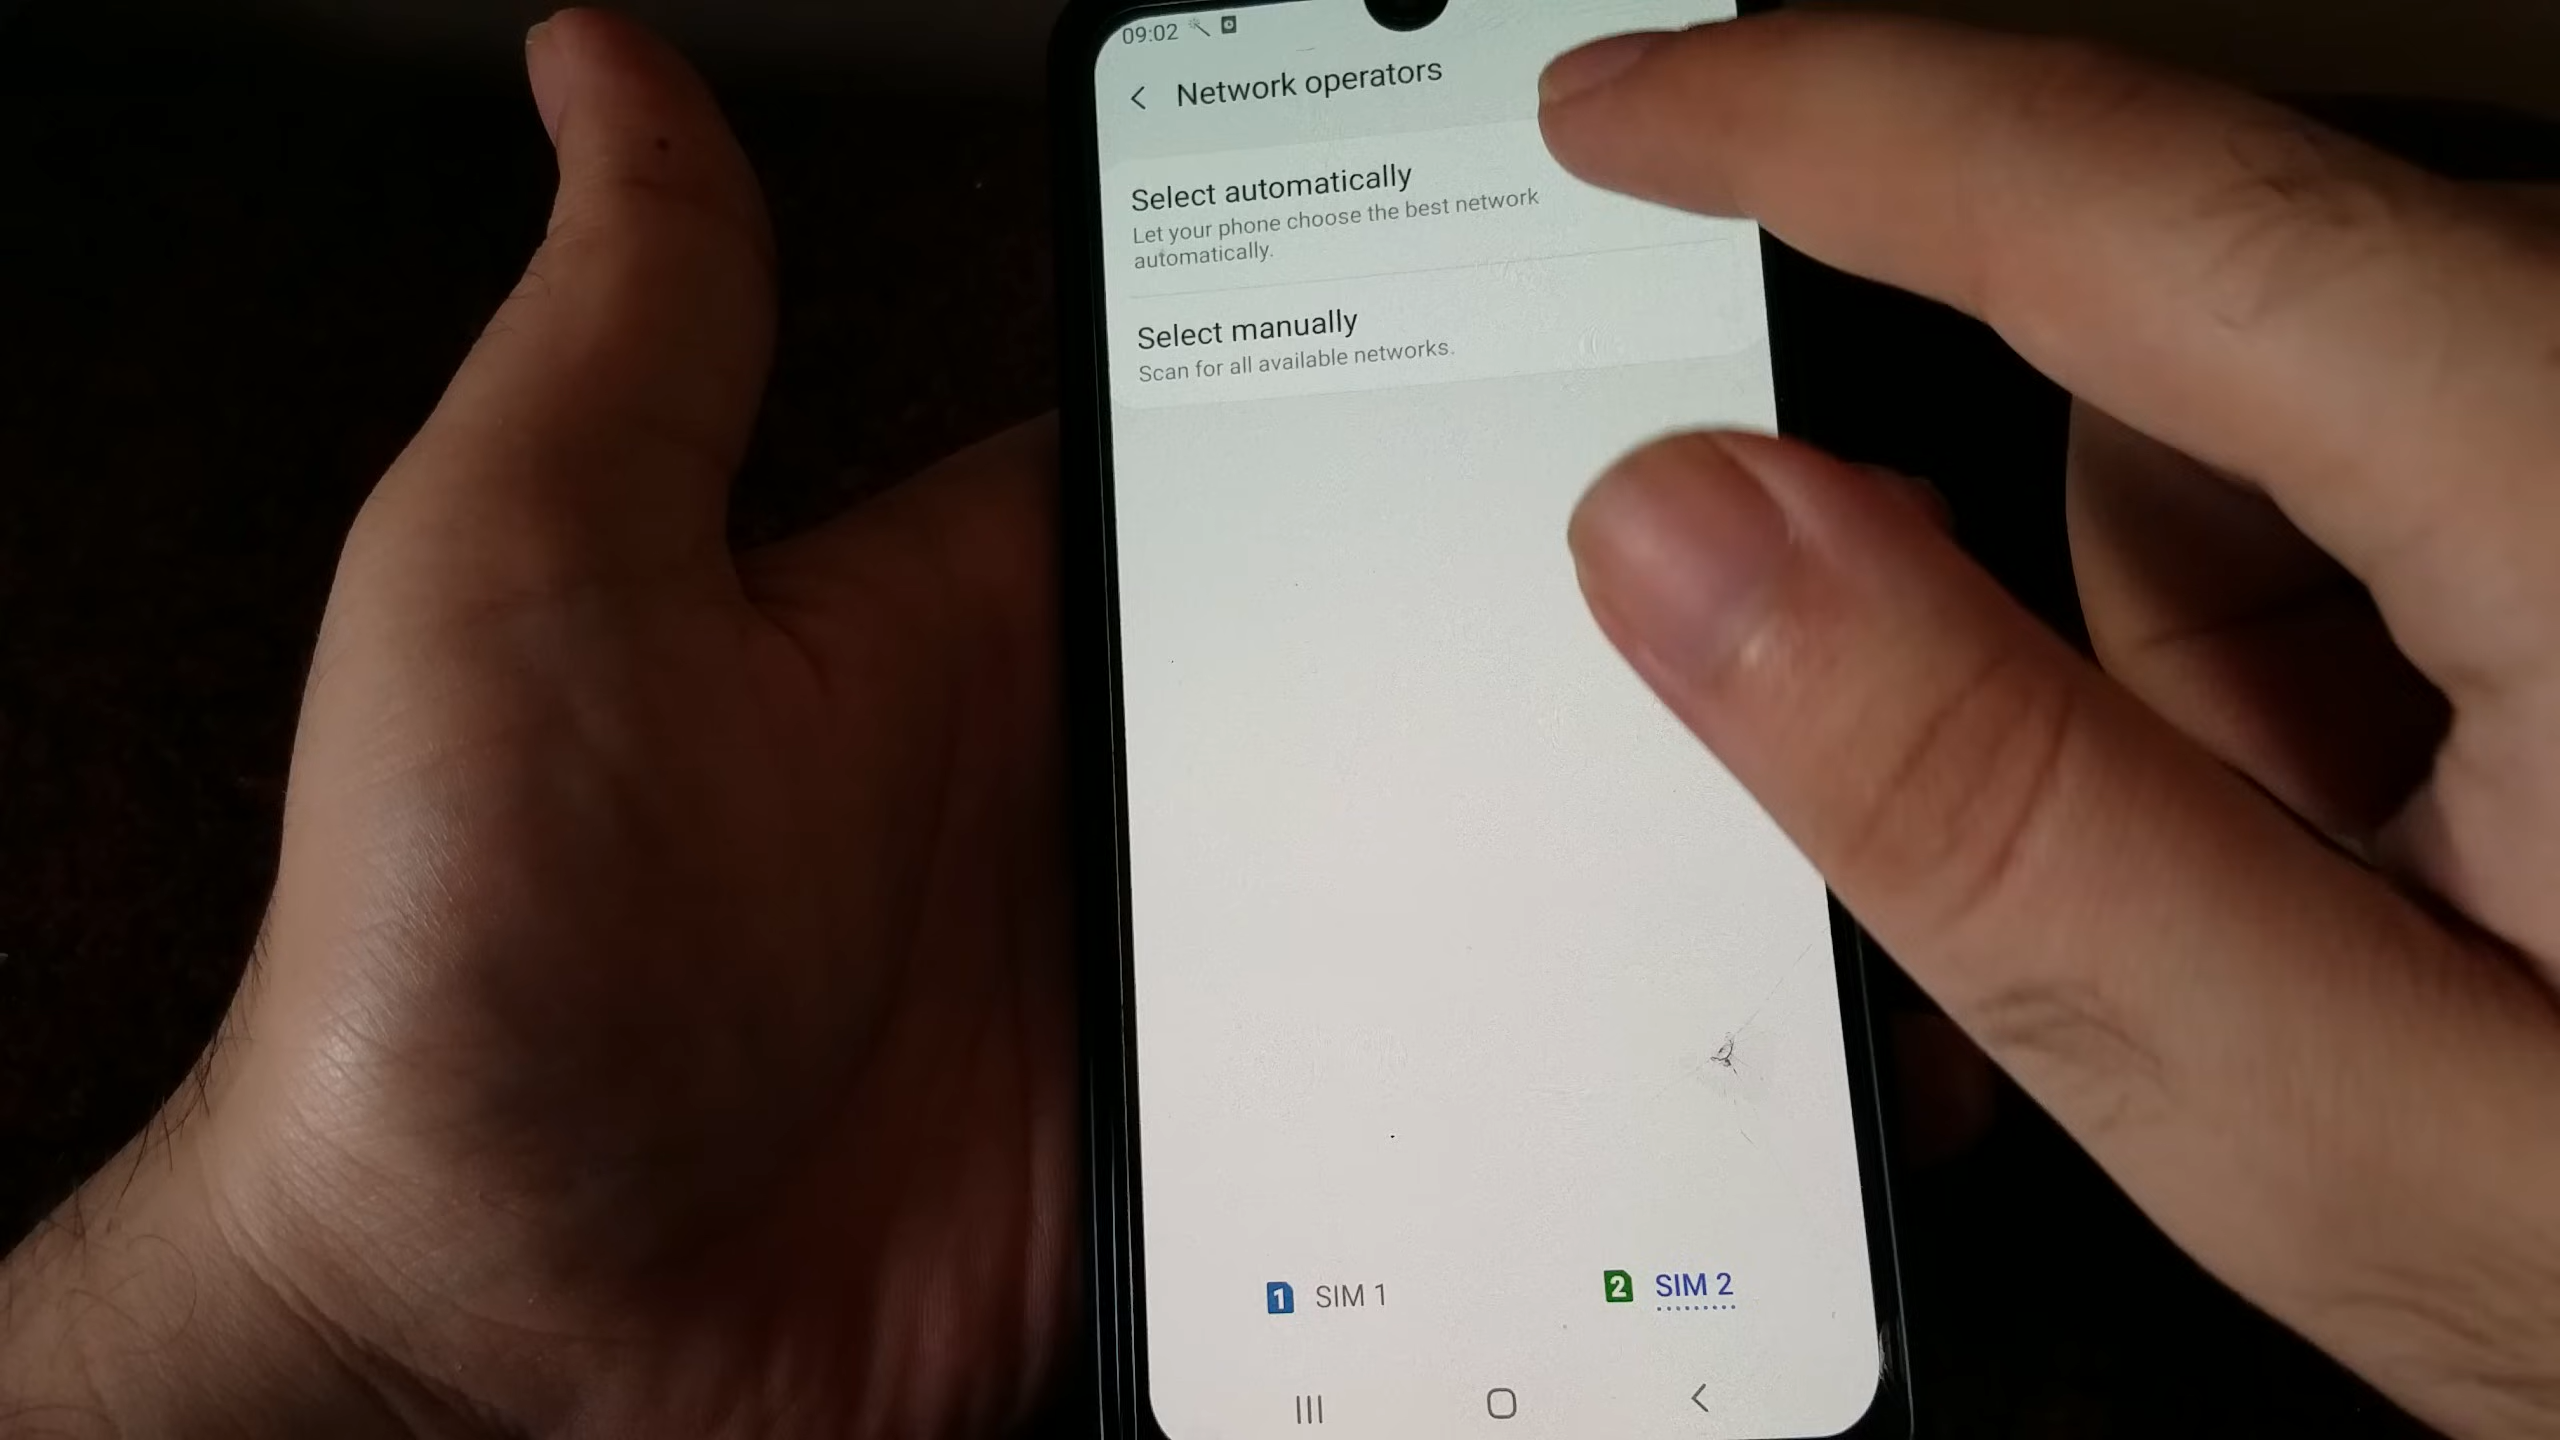 09:02
Network operators
Select automatically
Let your phone choose the best network
automatically.
Select manually
Scan for all available networks.
1 SIM 1
2 SIM 2